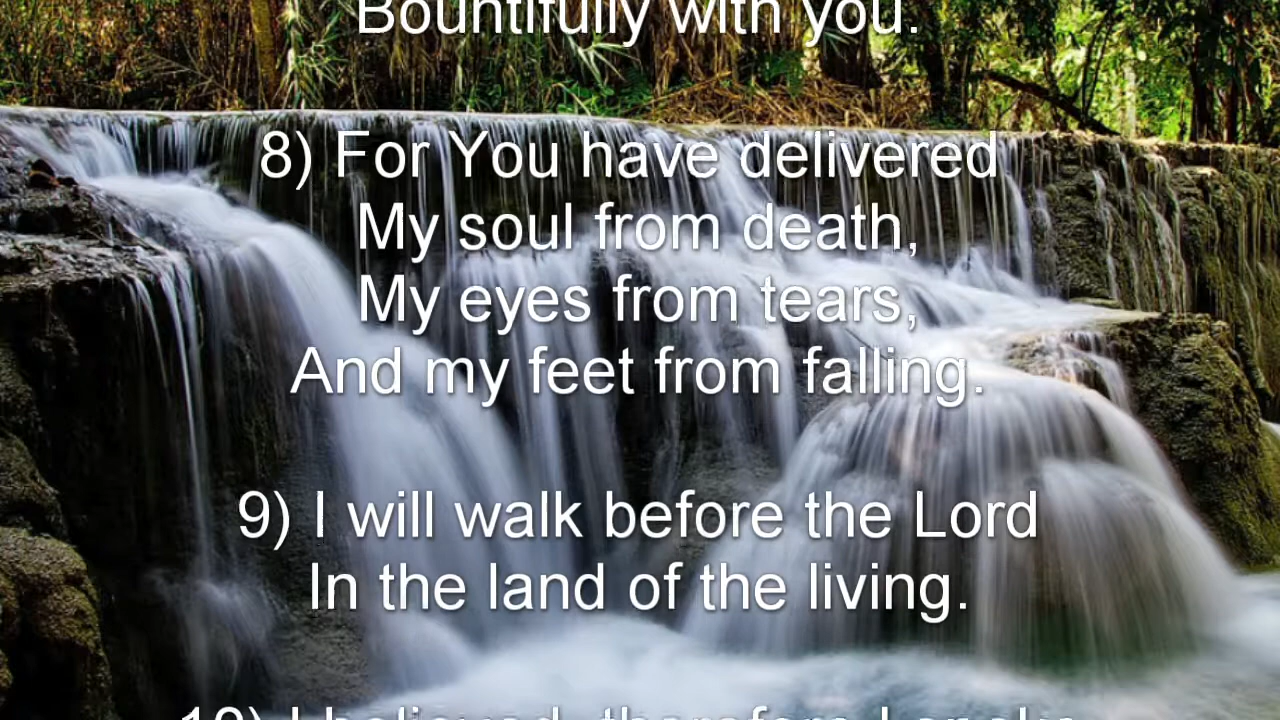 Bountifully with you.
8) For You have delivered
My soul from death,
My eyes from tears,
And my feet from falling.
9) I will walk before the Lord
In the land of the living.
10) I believed, therefore I spoke